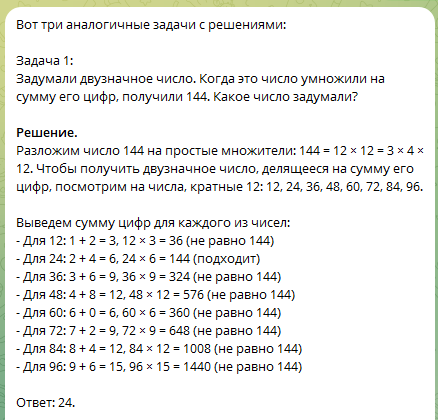 Вот три аналогичные задачи с решениями:

Задача 1:
Задумали двузначное число. Когда это число умножили на
сумму его цифр, получили 144. Какое число задумали?

Решение.
Разложим число 144 на простые множители: 144 = 12 × 12 = 3 × 4 ×
12. Чтобы получить двузначное число, делящееся на сумму его
цифр, посмотрим на числа, кратные 12: 12, 24, 36, 48, 60, 72, 84, 96.

Выведем сумму цифр для каждого из чисел:
- Для 12: 1 + 2 = 3, 12 × 3 = 36 (не равно 144)
- Для 24: 2 + 4 = 6, 24 × 6 = 144 (подходит)
- Для 36: 3 + 6 = 9, 36 × 9 = 324 (не равно 144)
- Для 48: 4 + 8 = 12, 48 × 12 = 576 (не равно 144)
- Для 60: 6 + 0 = 6, 60 × 6 = 360 (не равно 144)
- Для 72: 7 + 2 = 9, 72 × 9 = 648 (не равно 144)
- Для 84: 8 + 4 = 12, 84 × 12 = 1008 (не равно 144)
- Для 96: 9 + 6 = 15, 96 × 15 = 1440 (не равно 144)

Ответ: 24.